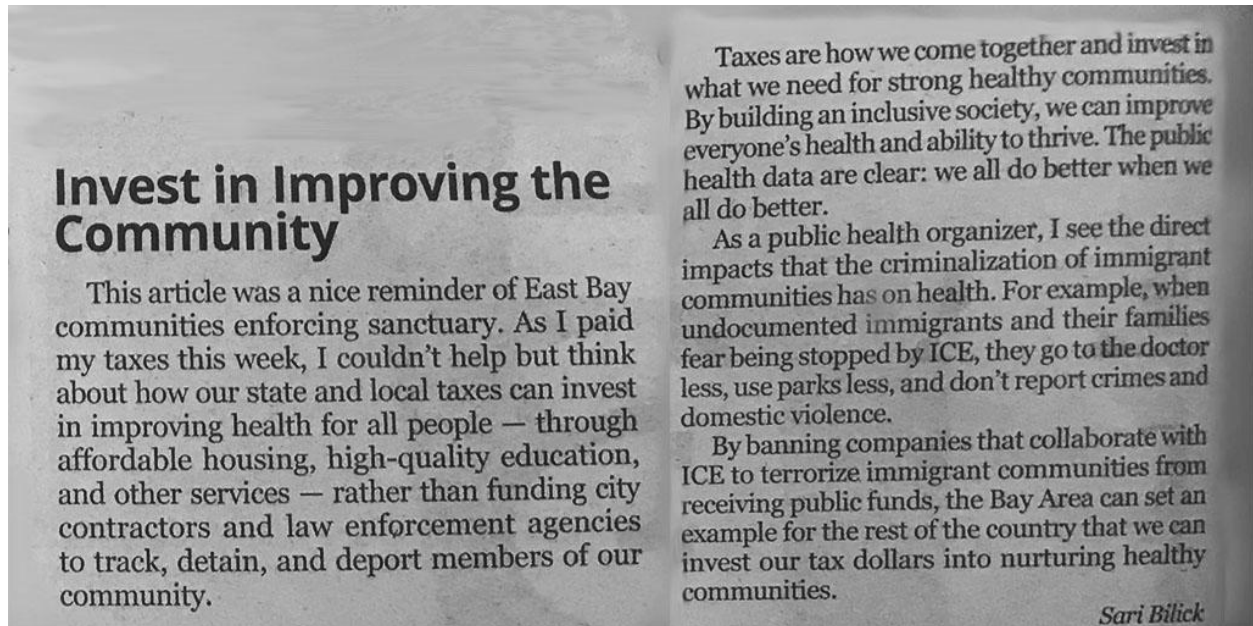 Invest in Improving the
Community
This article was a nice reminder of East Bay
communities enforcing sanctuary. As I paid
my taxes this week, I couldn't help but think
about how our state and local taxes can invest
in improving health for all people — through
affordable housing, high-quality education,
and other services — rather than funding city
contractors and law enforcement agencies
to track, detain, and deport members of our
community.
Taxes are how we come together and invest in
what we need for strong healthy communities.
By building an inclusive society, we can improve
everyone's health and ability to thrive. The public
health data are clear: we all do better when we
all do better.
As a public health organizer, I see the direct
impacts that the criminalization of immigrant
communities has on health. For example, when
undocumented immigrants and their families
fear being stopped by ICE, they go to the doctor
less, use parks less, and don't report crimes and
domestic violence.
By banning companies that collaborate with
ICE to terrorize immigrant communities from
receiving public funds, the Bay Area can set an
example for the rest of the country that we can
invest our tax dollars into nurturing healthy
communities.
Sari Bilick